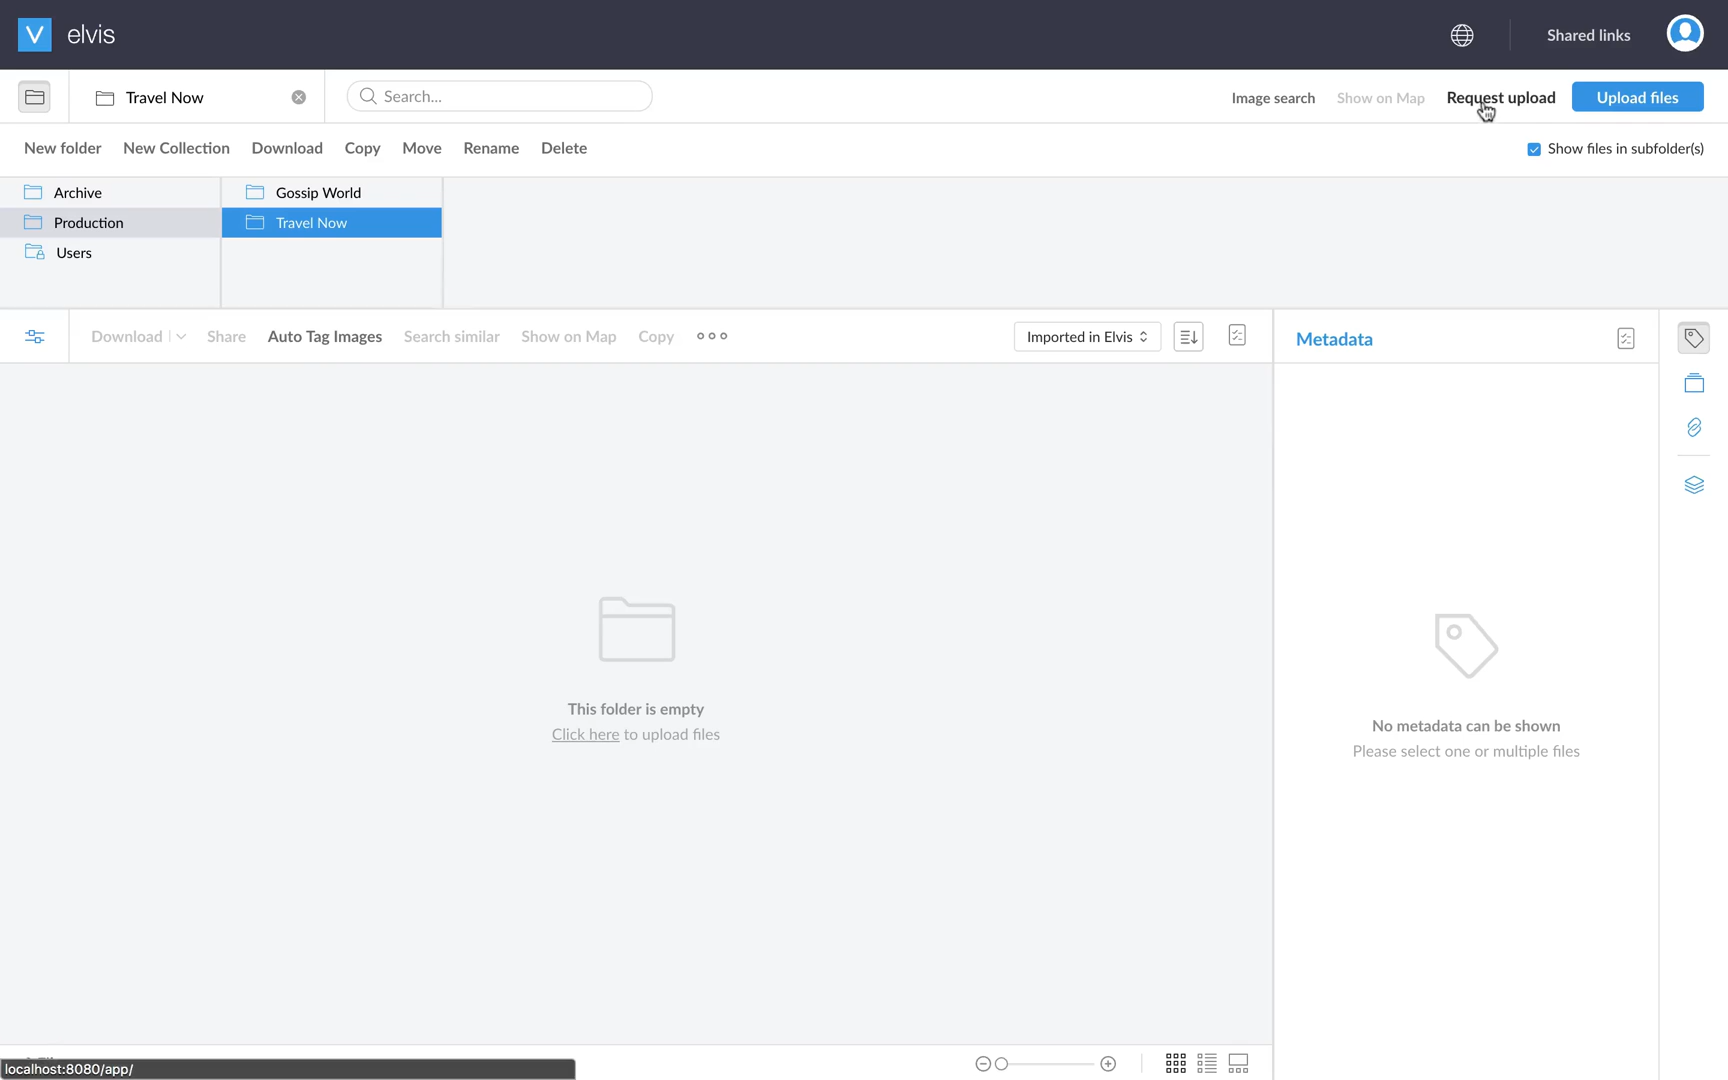 elvis
Shared links
Travel Now
Search...
Image search
Show on Map
Request upload
Upload files
New folder
New Collection
Download
Copy
Move
Rename
Delete
Show files in subfolder(s)
Archive
Gossip World
Production
Travel Now
Users
Download
Share
Auto Tag Images
Search similar
Show on Map
Copy
Imported in Elvis
Metadata
This folder is empty
Click here to upload files
No metadata can be shown
Please select one or multiple files
localhost:8080/app/